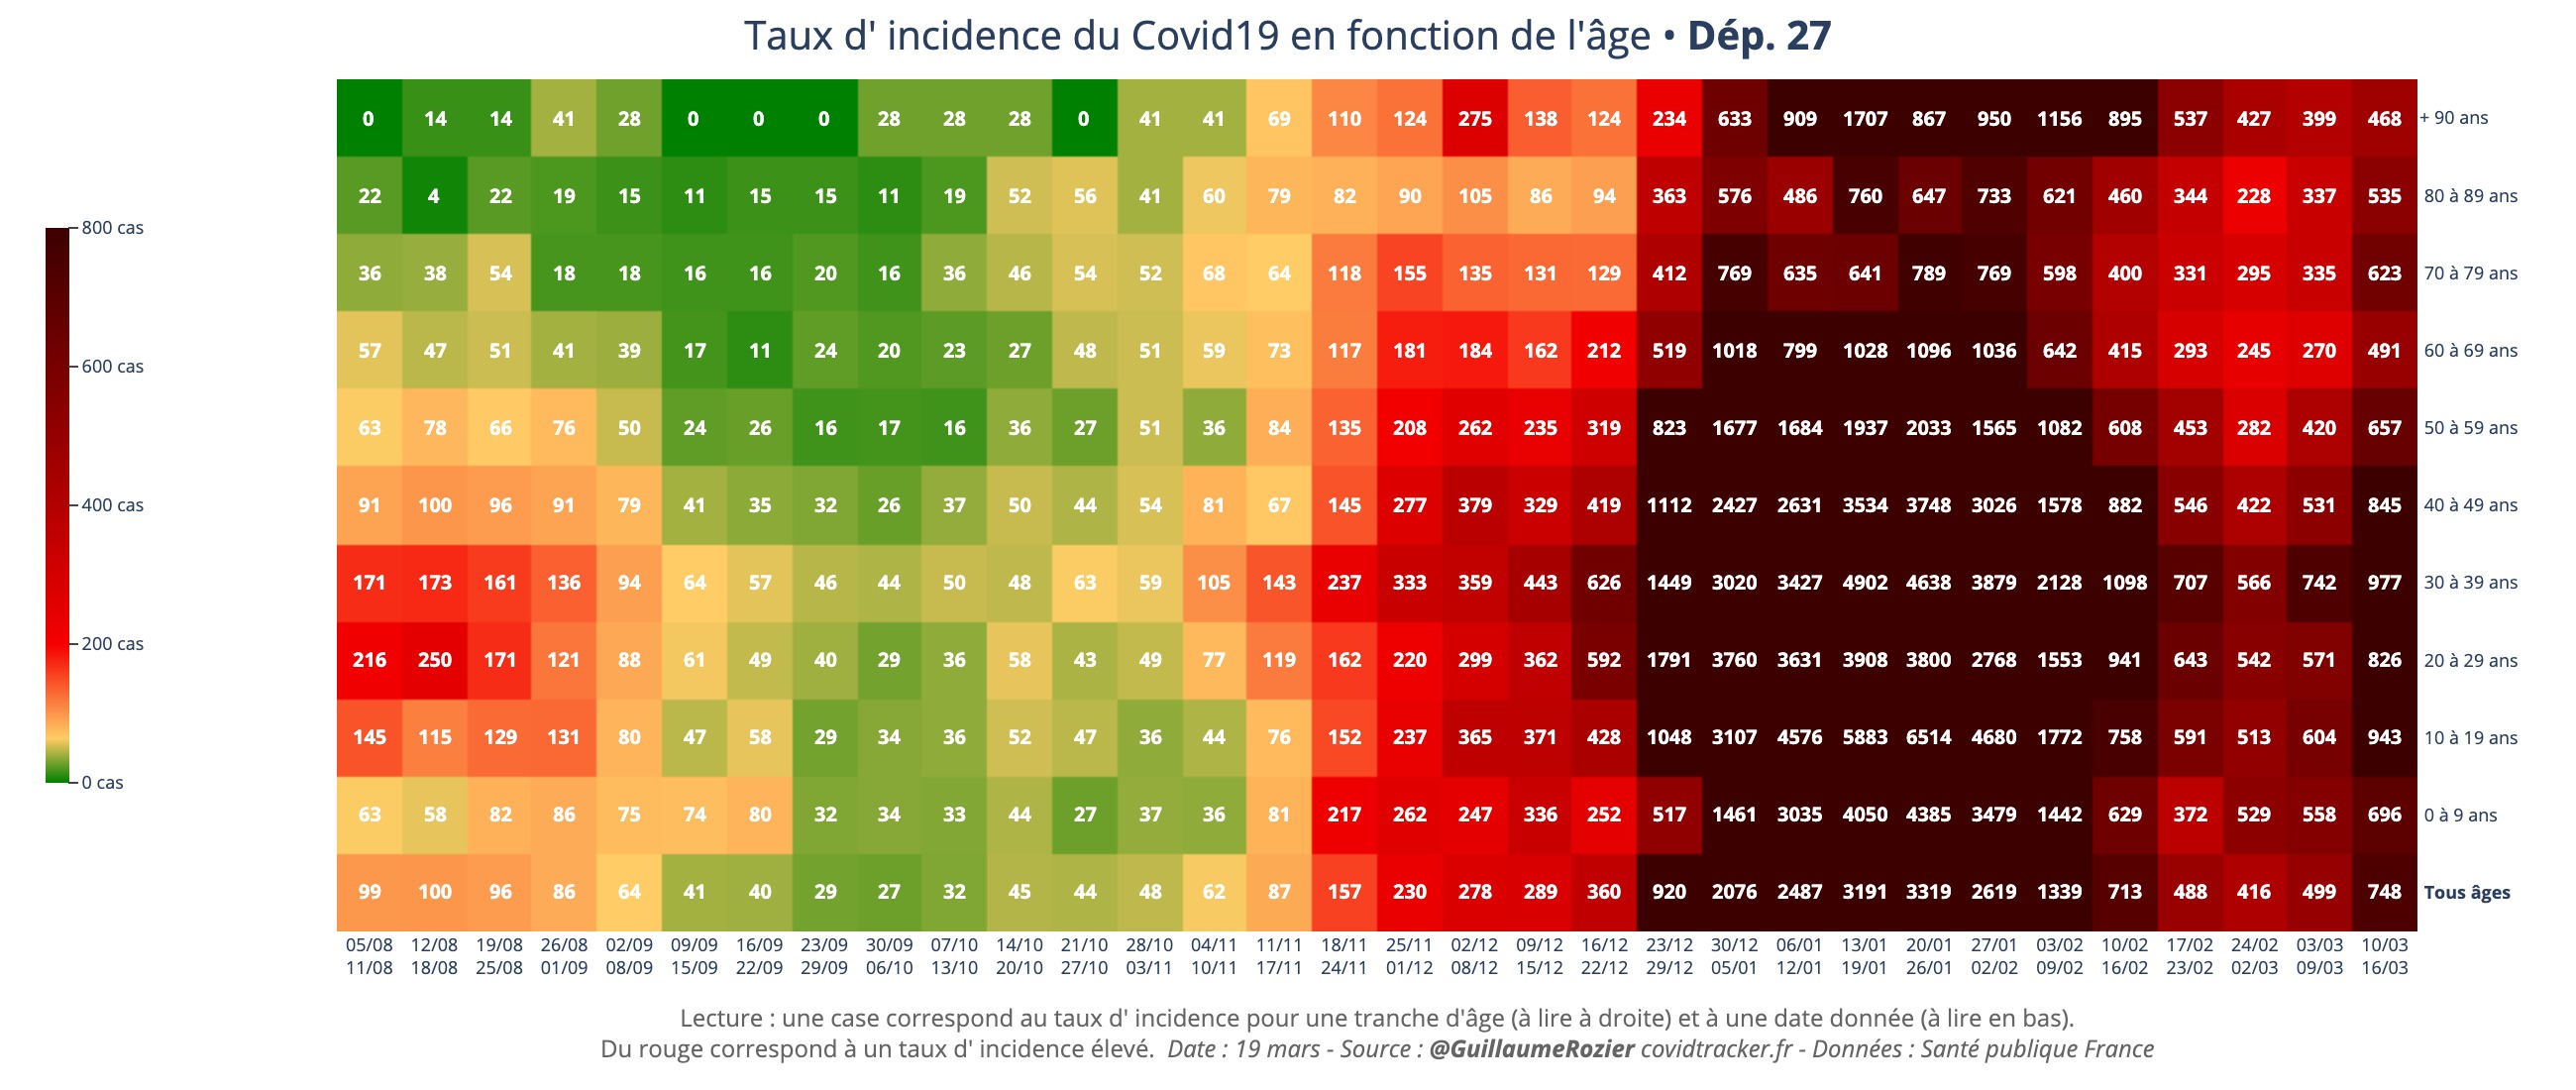 Taux d' incidence du Covid19 en fonction de l'âge • Dép. 27
800 cas
600 cas
400 cas
200 cas
0 cas
0 14 14 41 28 0 0 0 28 28 28 0 41 41 69 110 124 275 138 124 234 633 909 1707 867 950 1156 895 537 427 399 468 + 90 ans
22 4 22 19 15 11 15 15 11 19 52 56 41 60 79 82 90 105 86 94 363 576 486 760 647 733 621 460 344 228 337 535 80 à 89 ans
36 38 54 18 18 16 16 20 16 36 46 54 52 68 64 118 155 135 131 129 412 769 635 641 789 769 598 400 331 295 335 623 70 à 79 ans
57 47 51 41 39 17 11 24 20 23 27 48 51 59 73 117 181 184 162 212 519 1018 799 1028 1096 1036 642 415 293 245 270 491 60 à 69 ans
63 78 66 76 50 24 26 16 17 16 36 27 51 36 84 135 208 262 235 319 823 1677 1684 1937 2033 1565 1082 608 453 282 420 657 50 à 59 ans
91 100 96 91 79 41 35 32 26 37 50 44 54 81 67 145 277 379 329 419 1112 2427 2631 3534 3748 3026 1578 882 546 422 531 845 40 à 49 ans
171 173 161 136 94 64 57 46 44 50 48 63 59 105 143 237 333 359 443 626 1449 3020 3427 4902 4638 3879 2128 1098 707 566 742 977 30 à 39 ans
216 250 171 121 88 61 49 40 29 36 58 43 49 77 119 162 220 299 362 592 1791 3760 3631 3908 3800 2768 1553 941 643 542 571 826 20 à 29 ans
145 115 129 131 80 47 58 29 34 36 52 47 36 44 76 152 237 365 371 428 1048 3107 4576 5883 6514 4680 1772 758 591 513 604 943 10 à 19 ans
63 58 82 86 75 74 80 32 34 33 44 27 37 36 81 217 262 247 336 252 517 1461 3035 4050 4385 3479 1442 629 372 529 558 696 0 à 9 ans
99 100 96 86 64 41 40 29 27 32 45 44 48 62 87 157 230 278 289 360 920 2076 2487 3191 3319 2619 1339 713 488 416 499 748 Tous âges
05/08 12/08 19/08 26/08 02/09 09/09 16/09 23/09 30/09 07/10 14/10 21/10 28/10 04/11 11/11 18/11 25/11 02/12 09/12 16/12 23/12 30/12 06/01 13/01 20/01 27/01 03/02 10/02 17/02 24/02 03/03 10/03
11/08 18/08 25/08 01/09 08/09 15/09 22/09 29/09 06/10 13/10 20/10 27/10 03/11 10/11 17/11 24/11 01/12 08/12 15/12 22/12 29/12 05/01 12/01 19/01 26/01 02/02 09/02 16/02 23/02 02/03 09/03 16/03
Lecture : une case correspond au taux d' incidence pour une tranche d'âge (à lire à droite) et à une date donnée (à lire en bas).
Du rouge correspond à un taux d' incidence élevé. Date : 19 mars - Source : @GuillaumeRozier covidtracker.fr - Données : Santé publique France